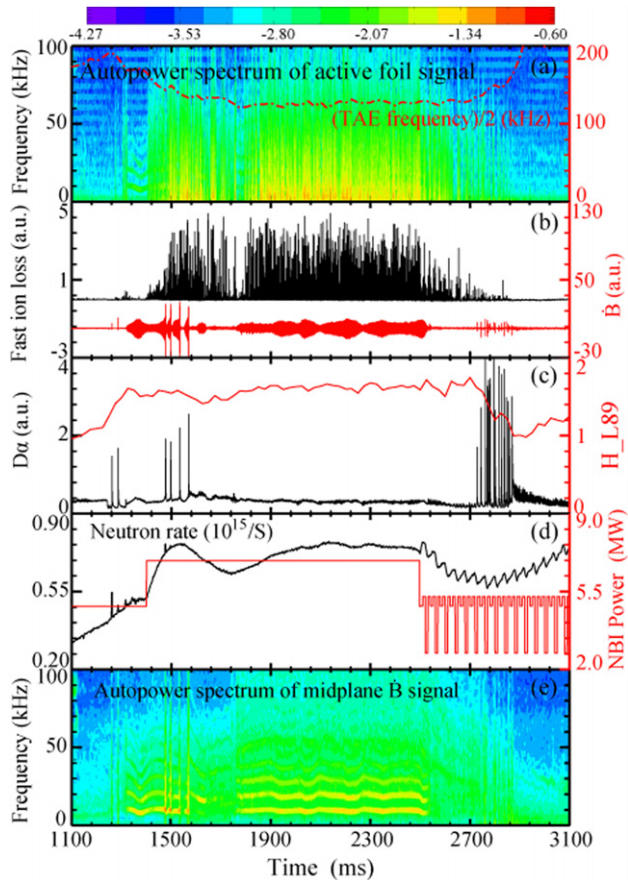 -4.27 -3.53 -2.80 -2.07 -1.34 -0.60
100 200
Autopower spectrum of active foil signal (a)
Frequency (kHz)
50 100
(TAE frequency)/2 (kHz)
0 0
5 130
(b)
Fast ion loss (a.u.)
Ḃ (a.u.)
1 50
-3 -30
4 2
(c)
Dα (a.u.)
H_L89
2 1
0 0
0.90 9.0
Neutron rate (10¹⁵/S) (d)
NBI Power (MW)
0.55 5.5
0.20 2.0
100
Autopower spectrum of midplane Ḃ signal (e)
Frequency (kHz)
50
0
1100 1500 1900 2300 2700 3100
Time (ms)